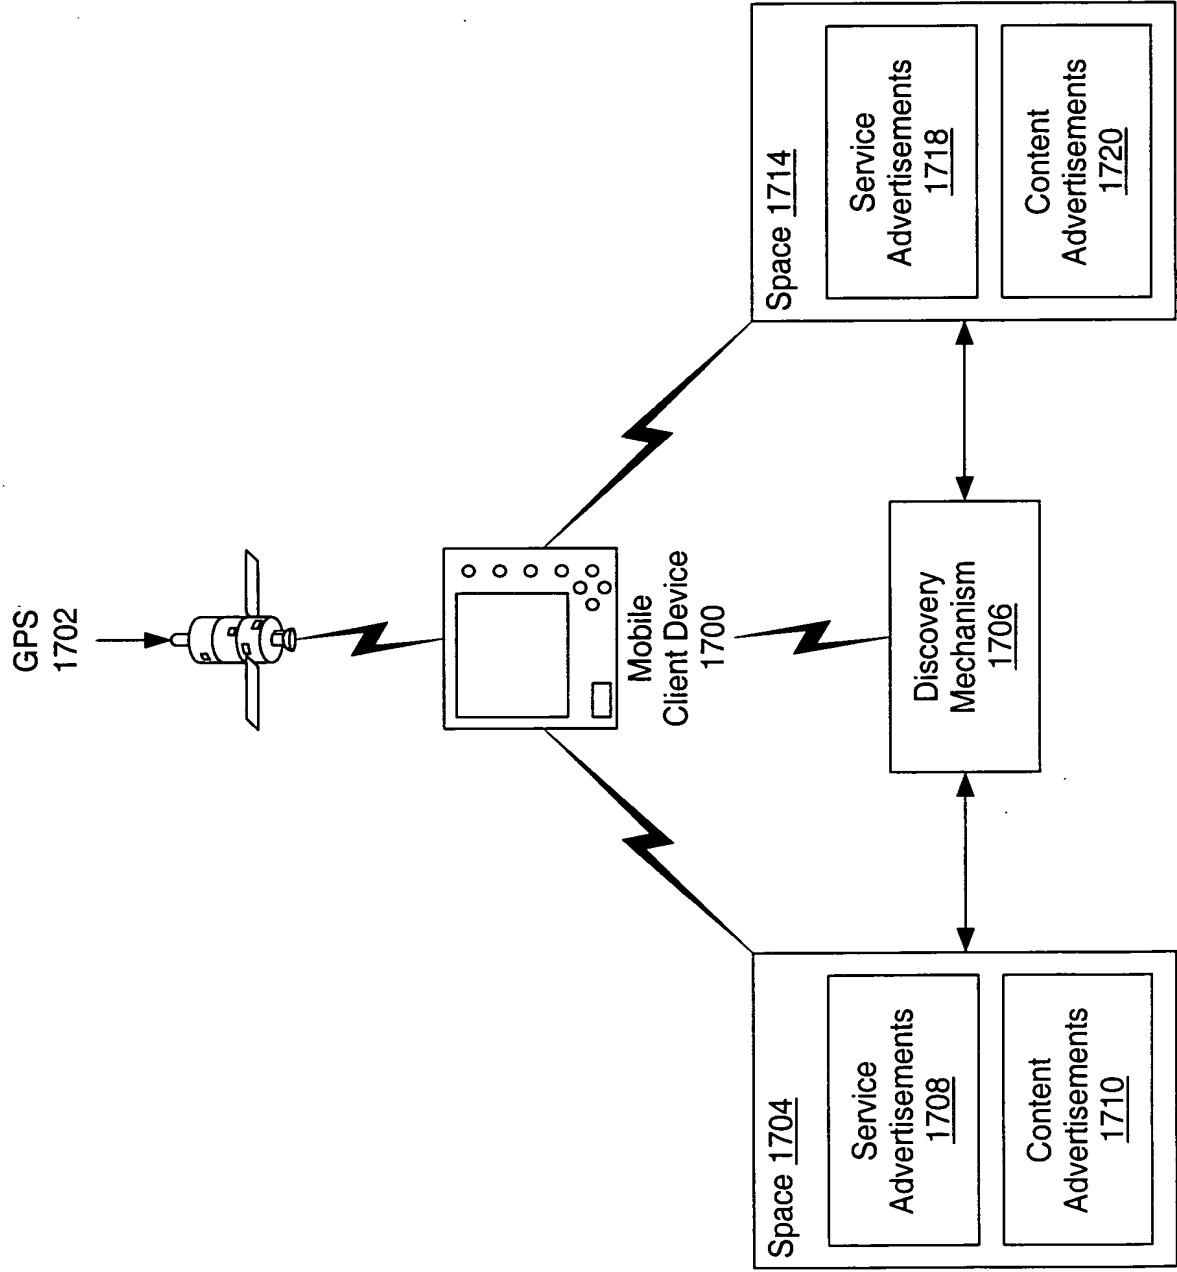 GPS
1702
Mobile
Client Device
1700
Discovery
Mechanism
1706
Space 1704
Service
Advertisements
1708
Content
Advertisements
1710
Space 1714
Service
Advertisements
1718
Content
Advertisements
1720